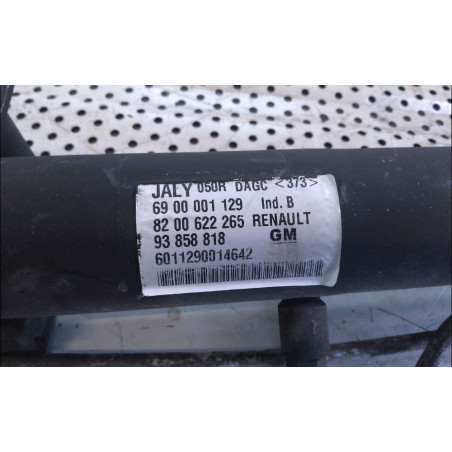 JALY 050R DAGC <373>
69 00 001 129 Ind. B
82 00 622 265 RENAULT
93 858 818 GM
6011290014642